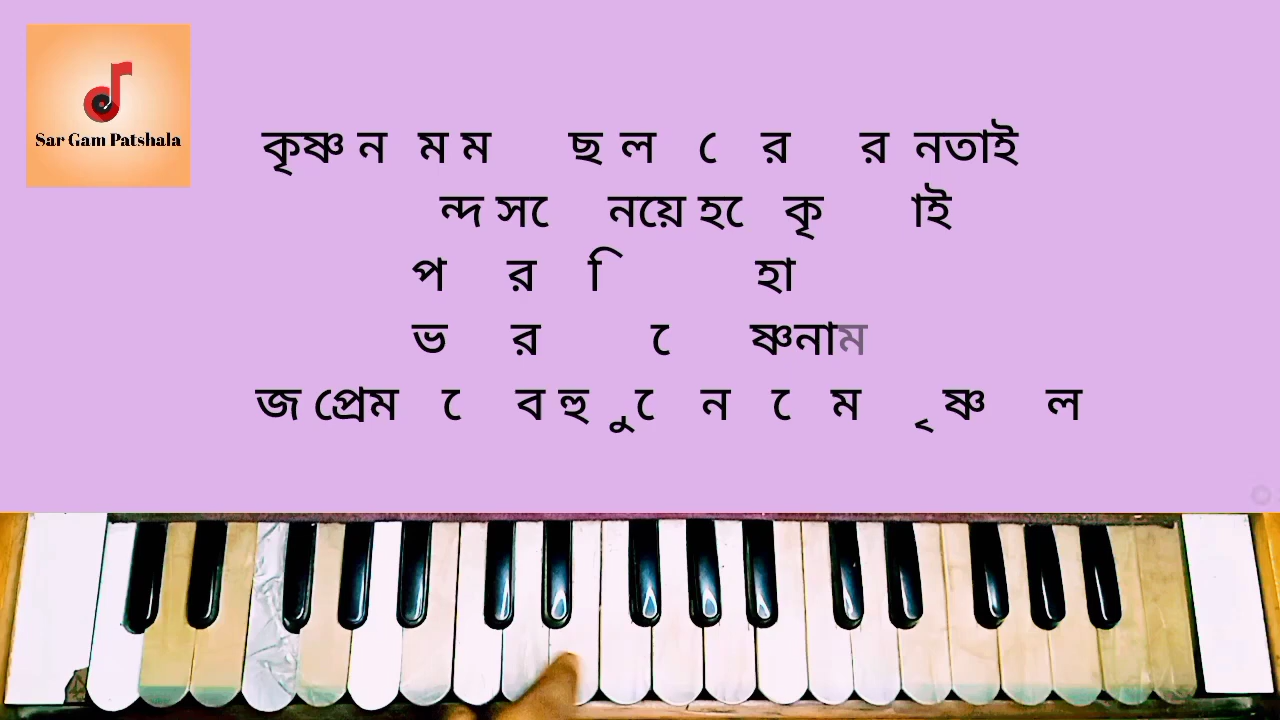 Sar Gam Patshala
কৃষ্ণ ন ম ম ছ ল ে র র নতাই
ন্দ সে নয়ে হে কৃ াই
প র ি হা
ভ র ে ষ্ণনাম
জ প্রেম ে ব হু ু ে ন ে ম ৃ ষ্ণ ল